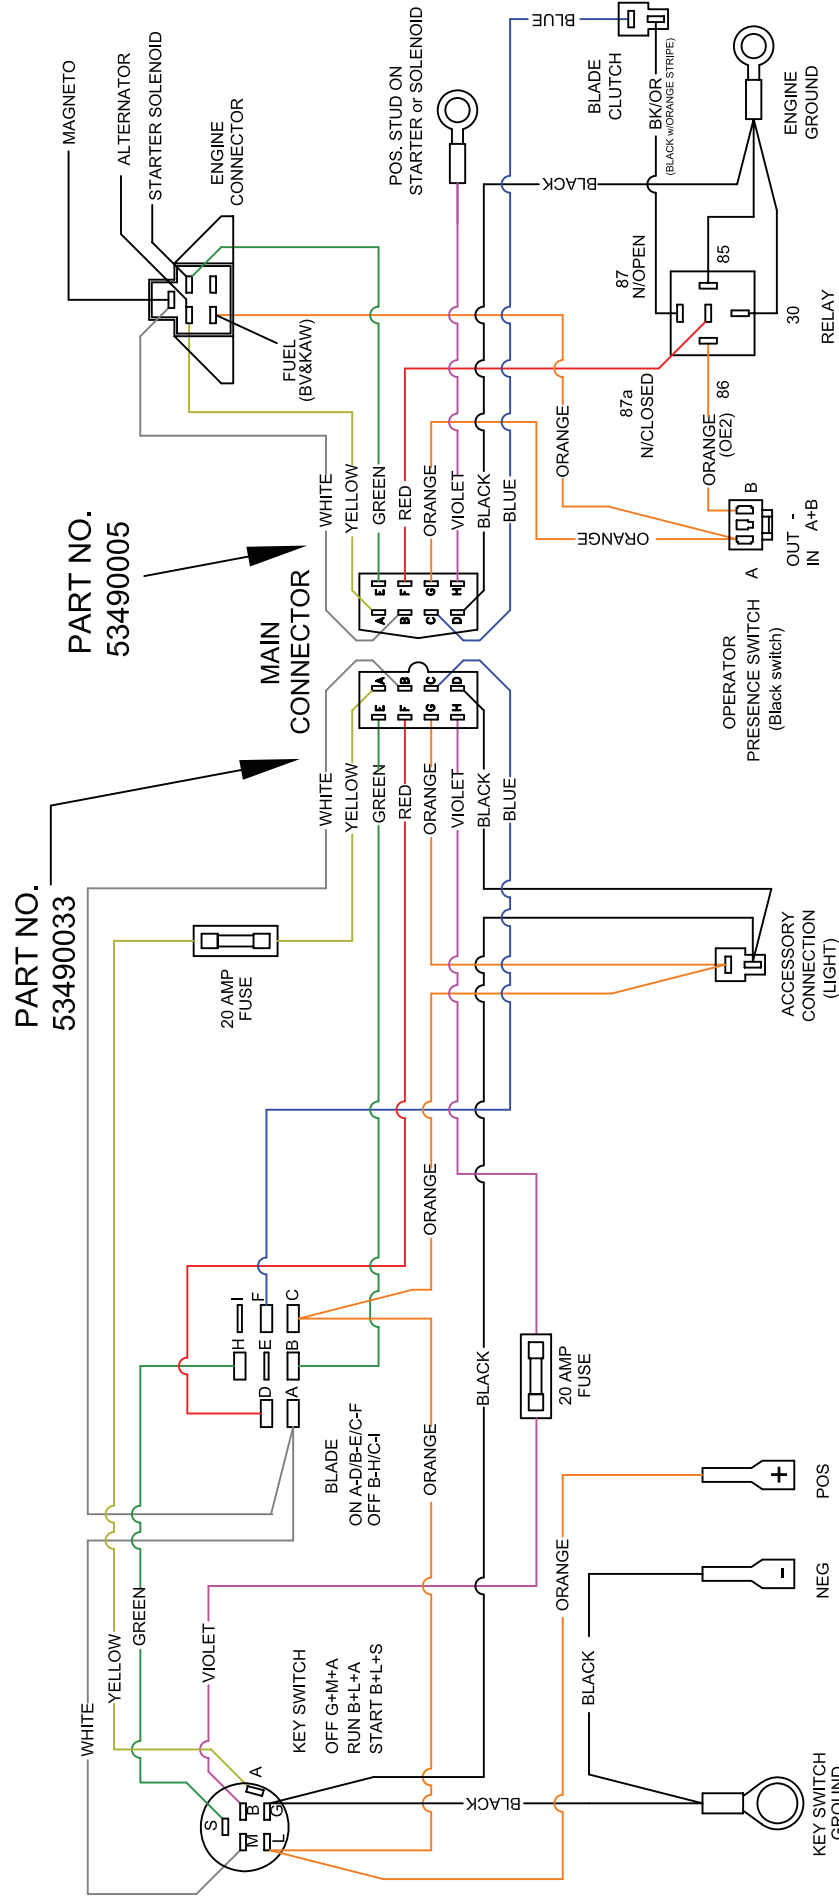 MAGNETO
ALTERNATOR
STARTER SOLENOID
ENGINE
CONNECTOR
FUEL
(BV&KAW)
POS. STUD ON
STARTER or SOLENOID
BLUE
BLADE
CLUTCH
BK/OR
(BLACK w/ORANGE STRIPE)
ENGINE
GROUND
BLACK
87
N/OPEN
85
30
RELAY
87a
N/CLOSED
86
ORANGE
(OE2)
ORANGE
ORANGE
A
B
OUT -
IN A+B
OPERATOR
PRESENCE SWITCH
(Black switch)
PART NO.
53490005
MAIN
CONNECTOR
WHITE
YELLOW
GREEN
RED
ORANGE
VIOLET
BLACK
BLUE
E
F
G
H
A
B
C
D
A
B
C
D
E
F
G
H
WHITE
YELLOW
GREEN
RED
ORANGE
VIOLET
BLACK
BLUE
PART NO.
53490033
20 AMP
FUSE
ACCESSORY
CONNECTION
(LIGHT)
ORANGE
I
F
C
H
E
B
D
A
BLADE
ON A-D/B-E/C-F
OFF B-H/C-I
BLACK
20 AMP
FUSE
ORANGE
ORANGE
+
POS
-
NEG
BLACK
WHITE
YELLOW
GREEN
VIOLET
KEY SWITCH
OFF G+M+A
RUN B+L+A
START B+L+S
S
B
A
M
G
L
BLACK
KEY SWITCH
GROUND